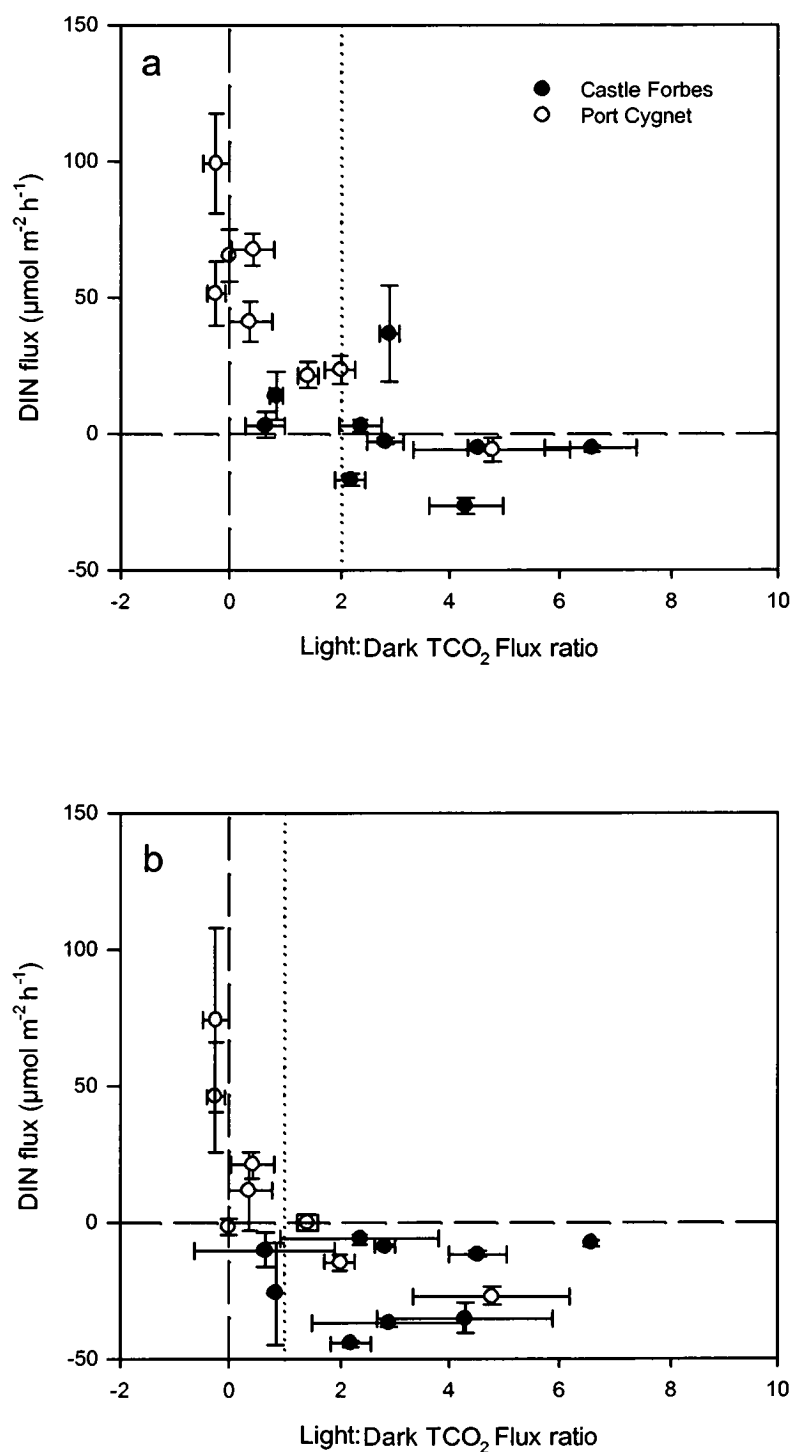 a
Castle Forbes
Port Cygnet
DIN flux (µmol m⁻² h⁻¹)
150
100
50
0
-50
-2 0 2 4 6 8 10
Light:Dark TCO₂ Flux ratio
b
DIN flux (µmol m⁻² h⁻¹)
150
100
50
0
-50
-2 0 2 4 6 8 10
Light:Dark TCO₂ Flux ratio